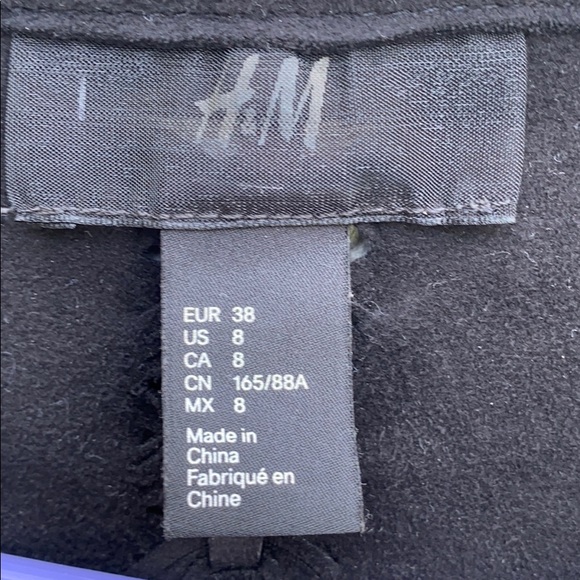 H&M
EUR 38
US 8
CA 8
CN 165/88A
MX 8
Made in
China
Fabriqué en
Chine